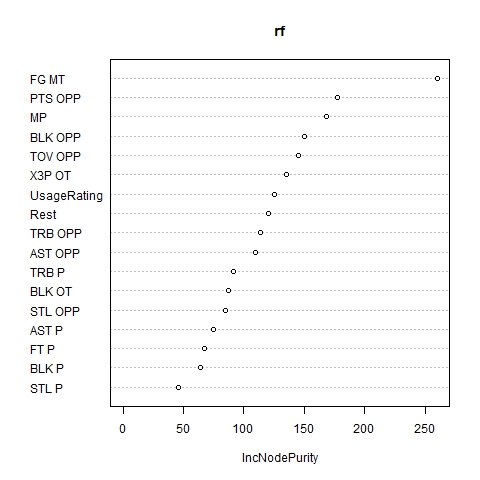 rf
FG MT
PTS OPP
MP
BLK OPP
TOV OPP
X3P OT
UsageRating
Rest
TRB OPP
AST OPP
TRB P
BLK OT
STL OPP
AST P
FT P
BLK P
STL P
0 50 100 150 200 250
IncNodePurity